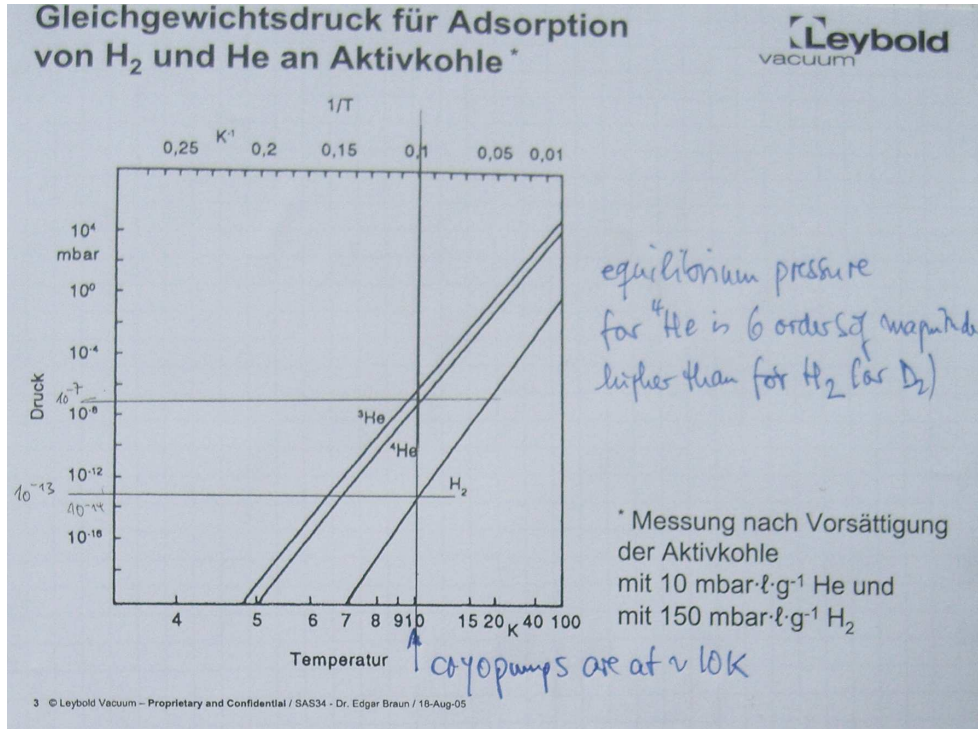 Gleichgewichtsdruck für Adsorption
von H₂ und He an Aktivkohle *
Leybold
vacuum
1/T
K⁻¹
0,25 0,2 0,15 0,1 0,05 0,01
10⁴
mbar
10⁰
10⁻⁴
10⁻⁷
10⁻⁸
10⁻¹²
10⁻¹³
10⁻¹⁴
10⁻¹⁶
Druck
³He
⁴He
H₂
4 5 6 7 8 9 10 15 20 K 40 100
Temperatur
equilibrium pressure
for ⁴He is 6 orders of magnitude
higher than for H₂ (or D₂)
* Messung nach Vorsättigung
der Aktivkohle
mit 10 mbar·ℓ·g⁻¹ He und
mit 150 mbar·ℓ·g⁻¹ H₂
cryopumps are at ~ 10K
3 © Leybold Vacuum – Proprietary and Confidential / SAS34 - Dr. Edgar Braun / 18-Aug-05